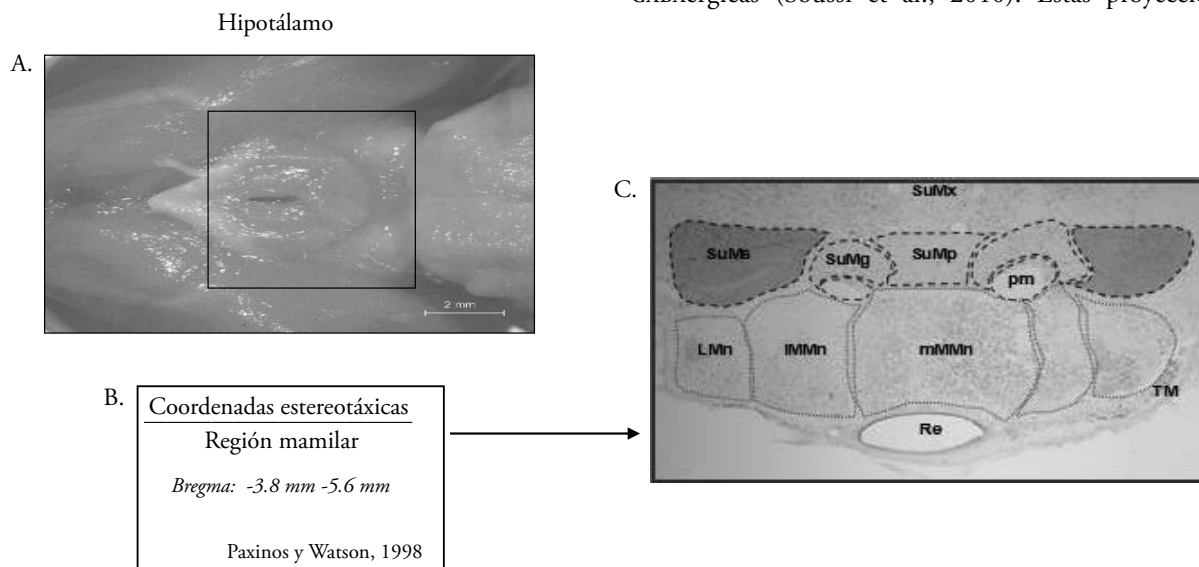 GABAérgicas (Soussi et al., 2010). Estas proyeccio
Hipotálamo
A.
2 mm
B.
Coordenadas estereotáxicas
Región mamilar
Bregma: -3.8 mm -5.6 mm
Paxinos y Watson, 1998
C.
SuMx
SuMs
SuMg
SuMp
pm
LMn
lMMn
mMMn
TM
Re